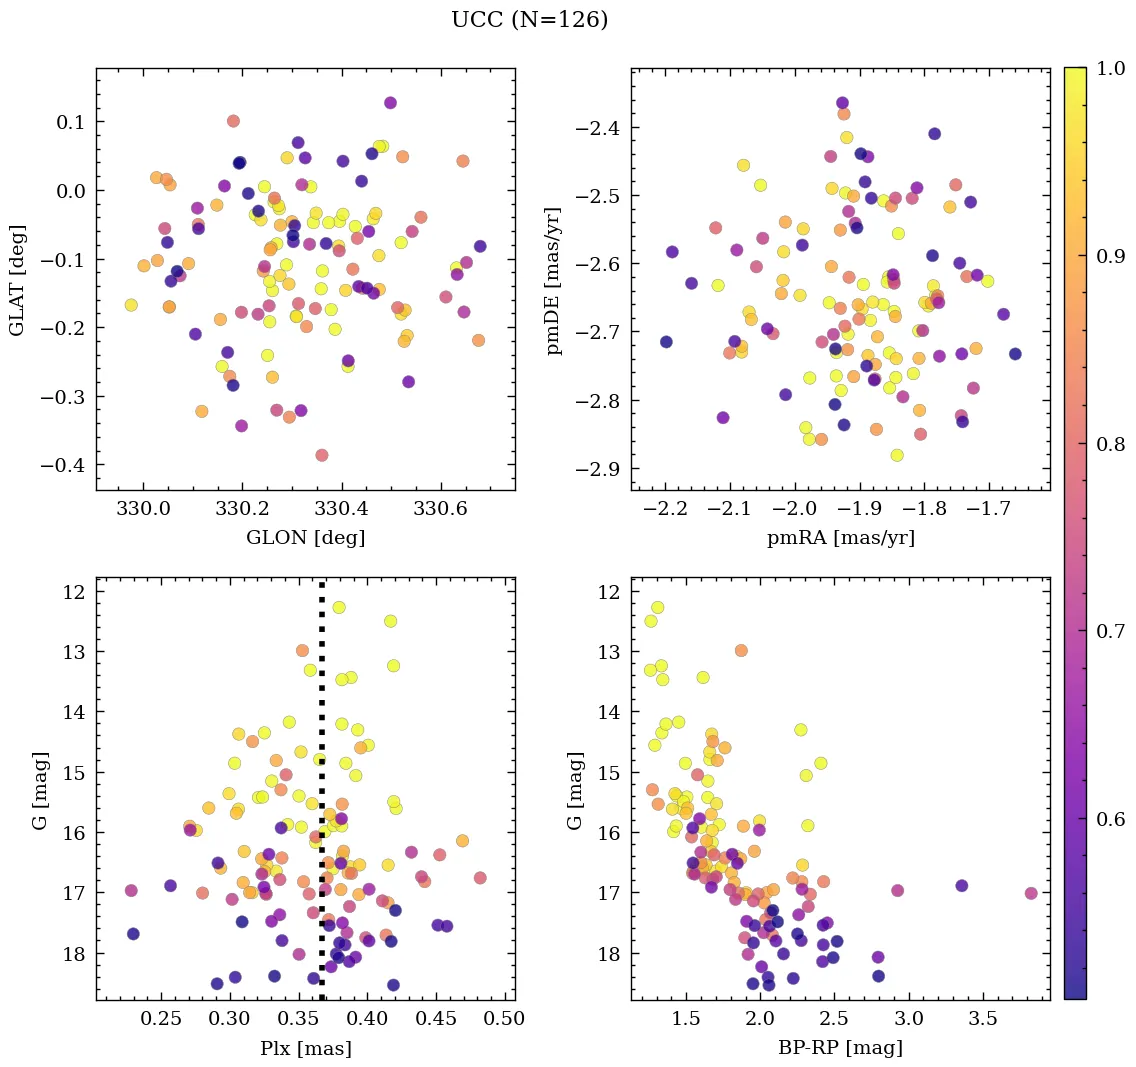 UCC (N=126)
0.1
0.0
−0.1
−0.2
−0.3
−0.4
GLAT [deg]
330.0 330.2 330.4 330.6
GLON [deg]
−2.4
−2.5
−2.6
−2.7
−2.8
−2.9
pmDE [mas/yr]
−2.2 −2.1 −2.0 −1.9 −1.8 −1.7
pmRA [mas/yr]
12
13
14
15
16
17
18
G [mag]
0.25 0.30 0.35 0.40 0.45 0.50
Plx [mas]
12
13
14
15
16
17
18
G [mag]
1.5 2.0 2.5 3.0 3.5
BP-RP [mag]
1.0
0.9
0.8
0.7
0.6